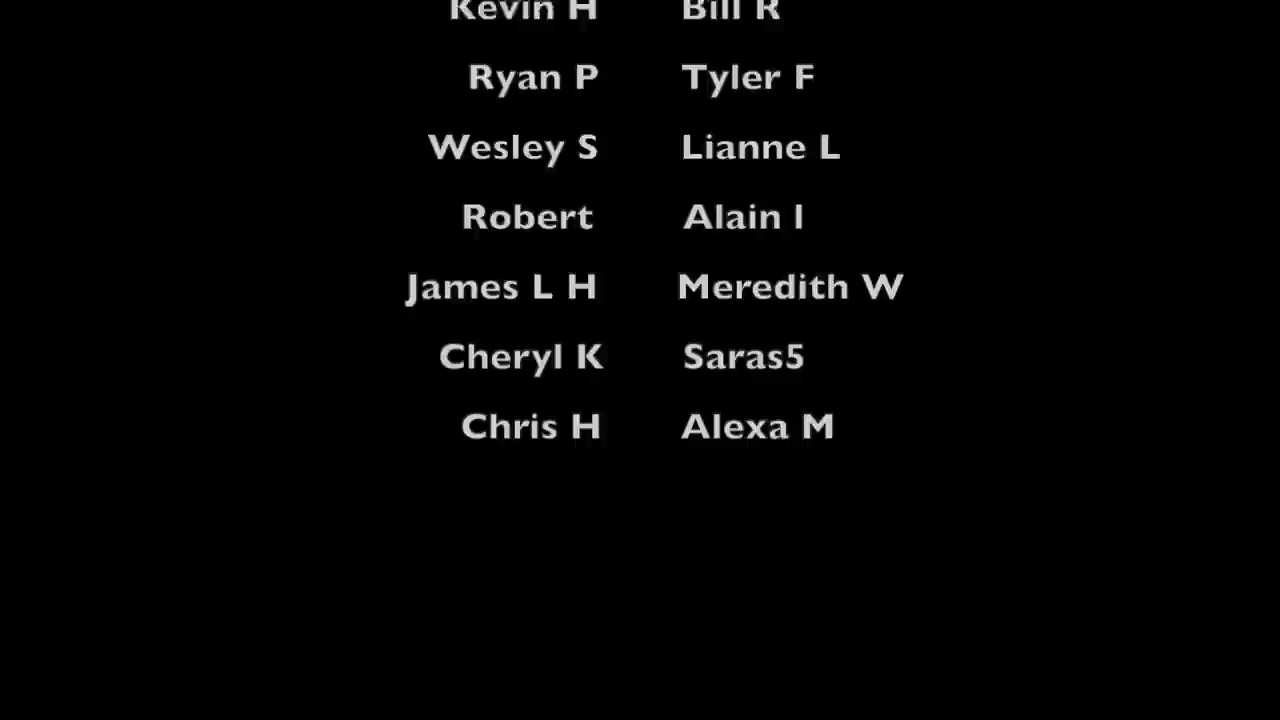 Kevin H Bill R
Ryan P Tyler F
Wesley S Lianne L
Robert Alain I
James L H Meredith W
Cheryl K Saras5
Chris H Alexa M